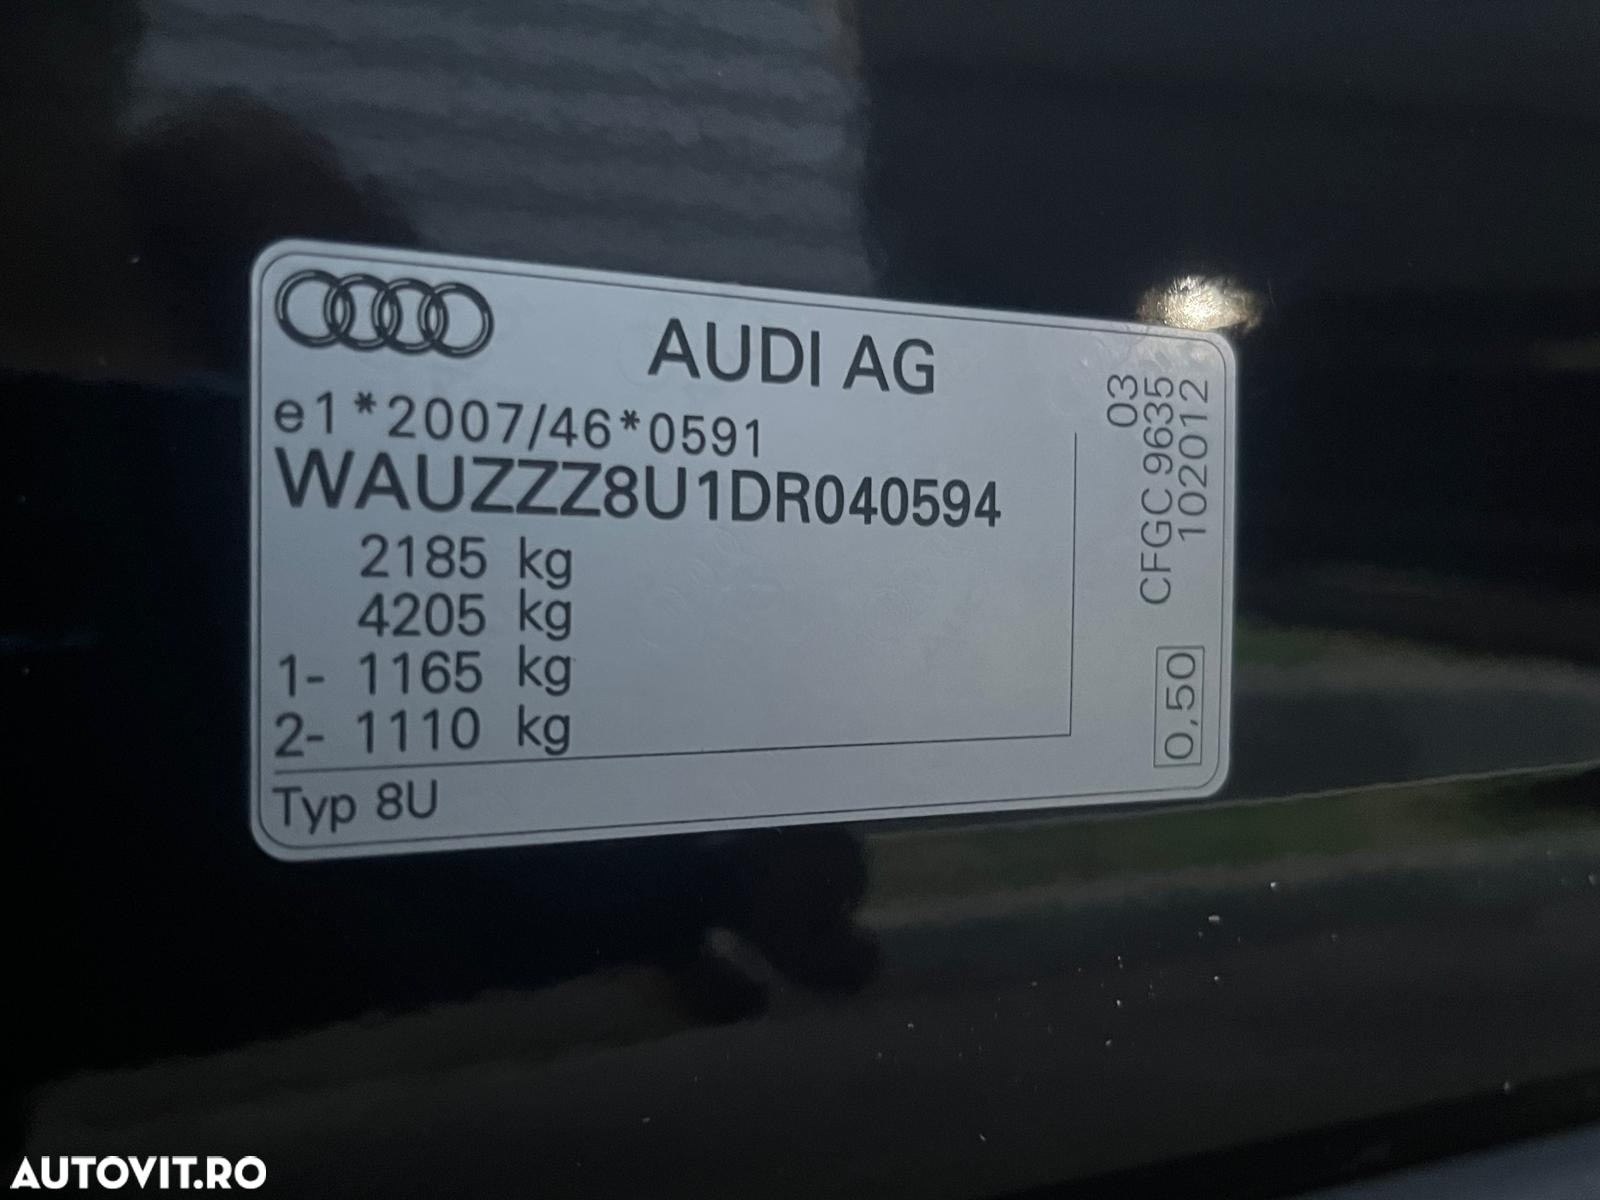 AUDI AG
e1*2007/46*0591
WAUZZZ8U1DR040594
2185 kg
4205 kg
1- 1165 kg
2- 1110 kg
Typ 8U
03
CFGC 9635
102012
0,50
AUTOVIT.RO